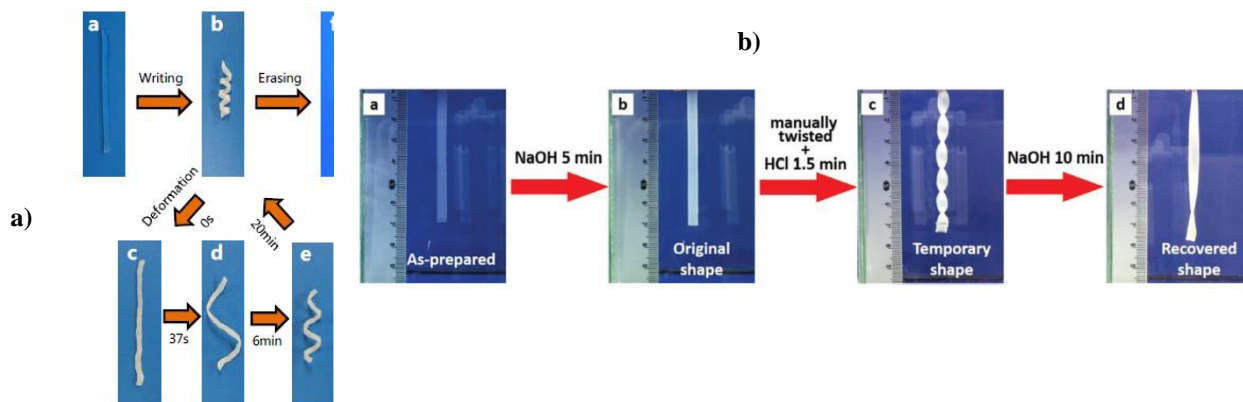 a)
a
b
f
Writing
Erasing
Deformation
0s
20min
c
d
e
37s
6min
b)
a
As-prepared
NaOH 5 min
b
Original
shape
manually
twisted
+
HCl 1.5 min
c
Temporary
shape
NaOH 10 min
d
Recovered
shape